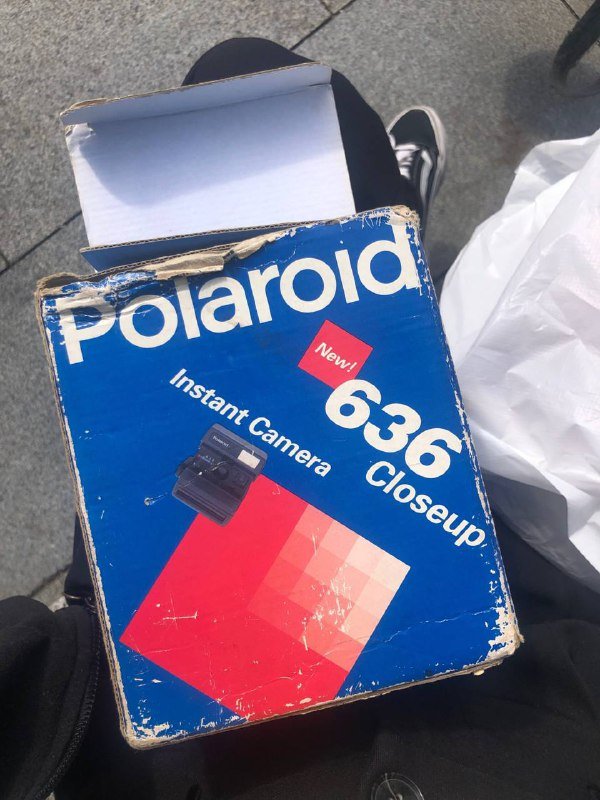 Polaroid
New!
636
Closeup
Instant Camera